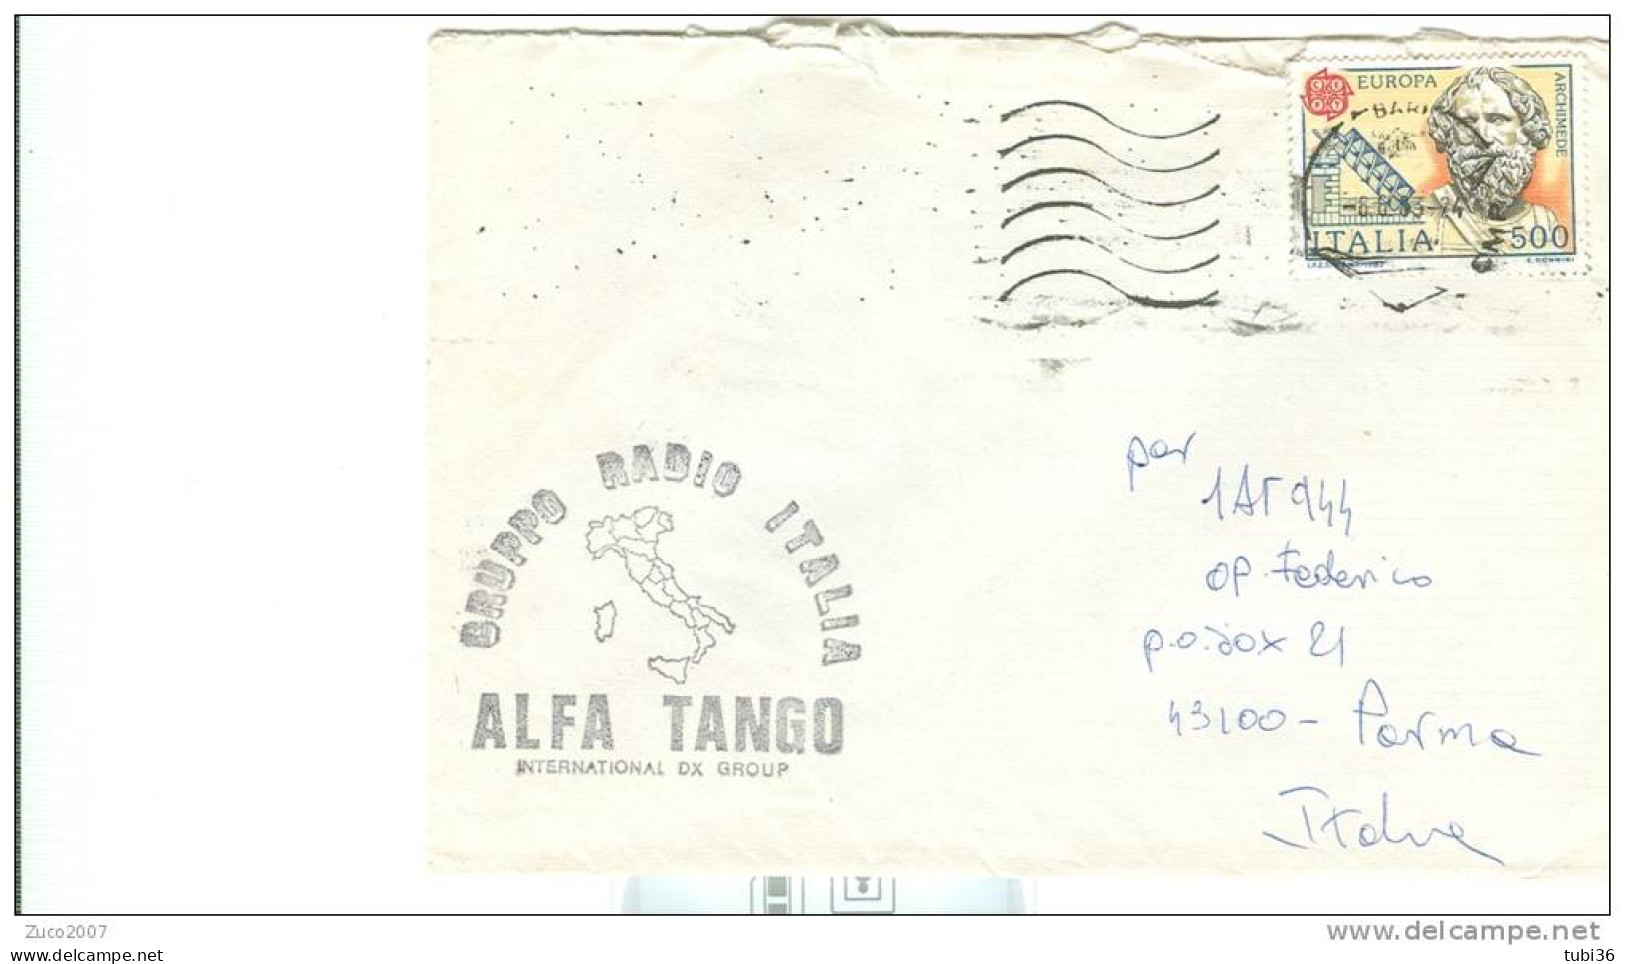 EUROPA
ARCHIMEDE
BARI
ITALIA
500
par
1AT944
OP. Federico
p.o. box 21
43100 - Parma
Italia
GRUPPO RADIO ITALIA
ALFA TANGO
INTERNATIONAL DX GROUP
Zuco2007
www.delcampe.net
tubi36